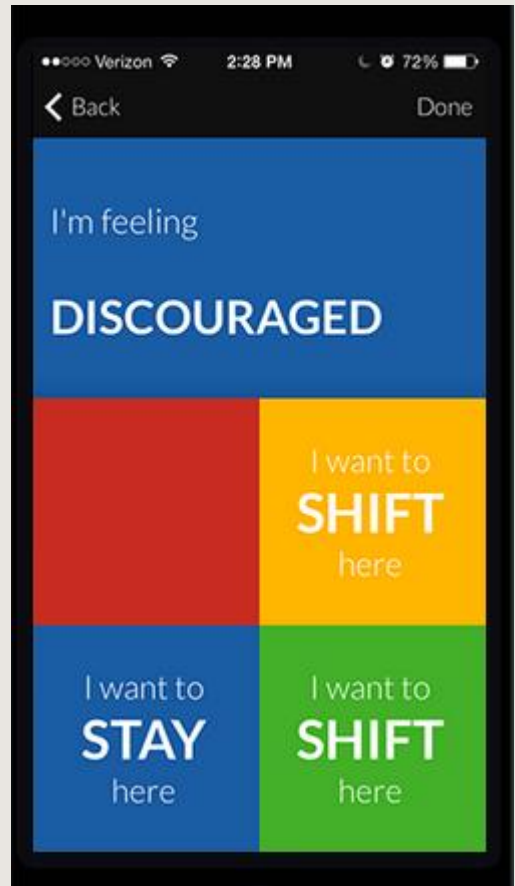 Verizon 2:28 PM 72%
Back Done
I'm feeling
DISCOURAGED
I want to
SHIFT
here
I want to
STAY
here
I want to
SHIFT
here